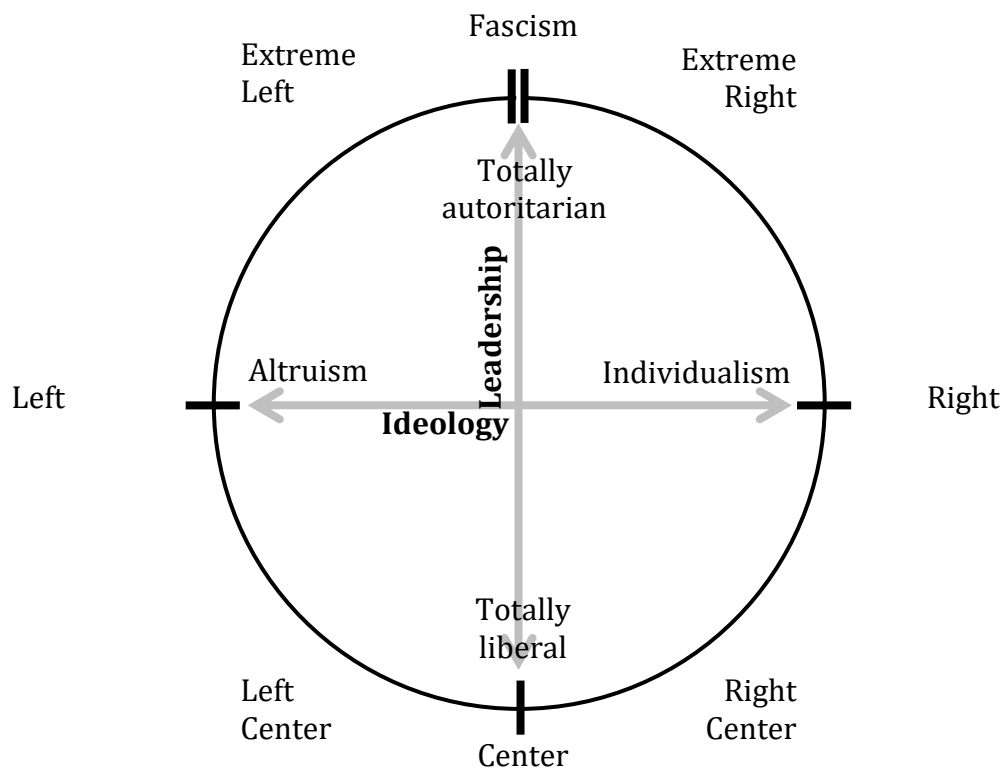 Fascism
Extreme
Left
Extreme
Right
Totally
autoritarian
Leadership
Altruism
Individualism
Left
Right
Ideology
Totally
liberal
Left
Center
Right
Center
Center